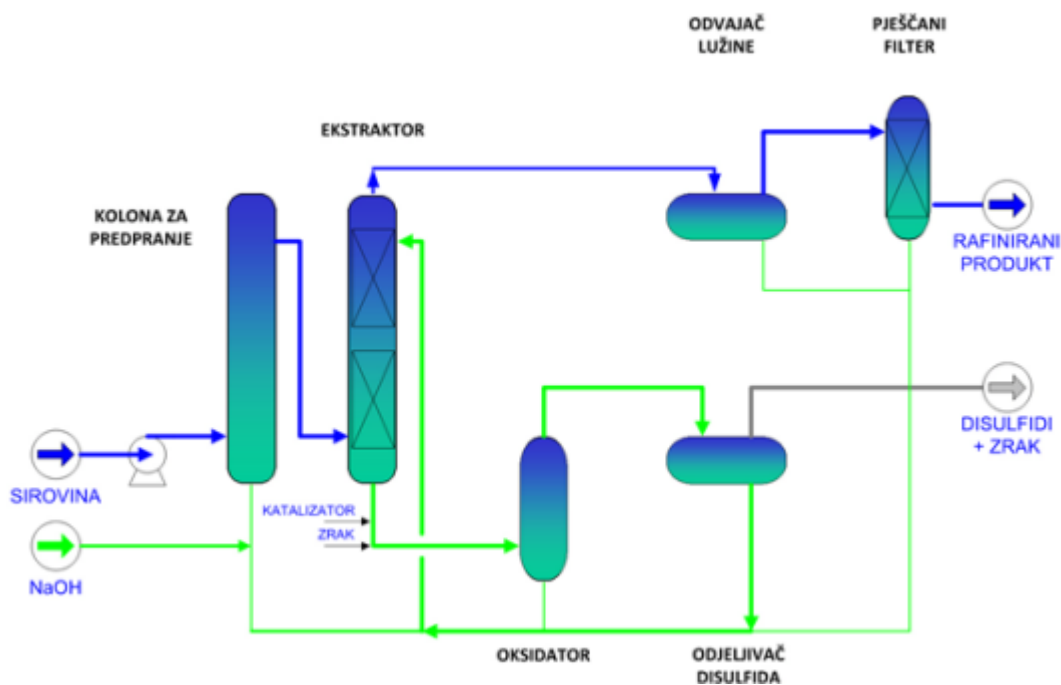 ODVAJAČ
LUŽINE
PJEŠČANI
FILTER
EKSTRAKTOR
KOLONA ZA
PREDPRANJE
RAFINIRANI
PRODUKT
DISULFIDI
+ ZRAK
SIROVINA
KATALIZATOR
ZRAK
NaOH
OKSIDATOR
ODJELJIVAČ
DISULFIDA